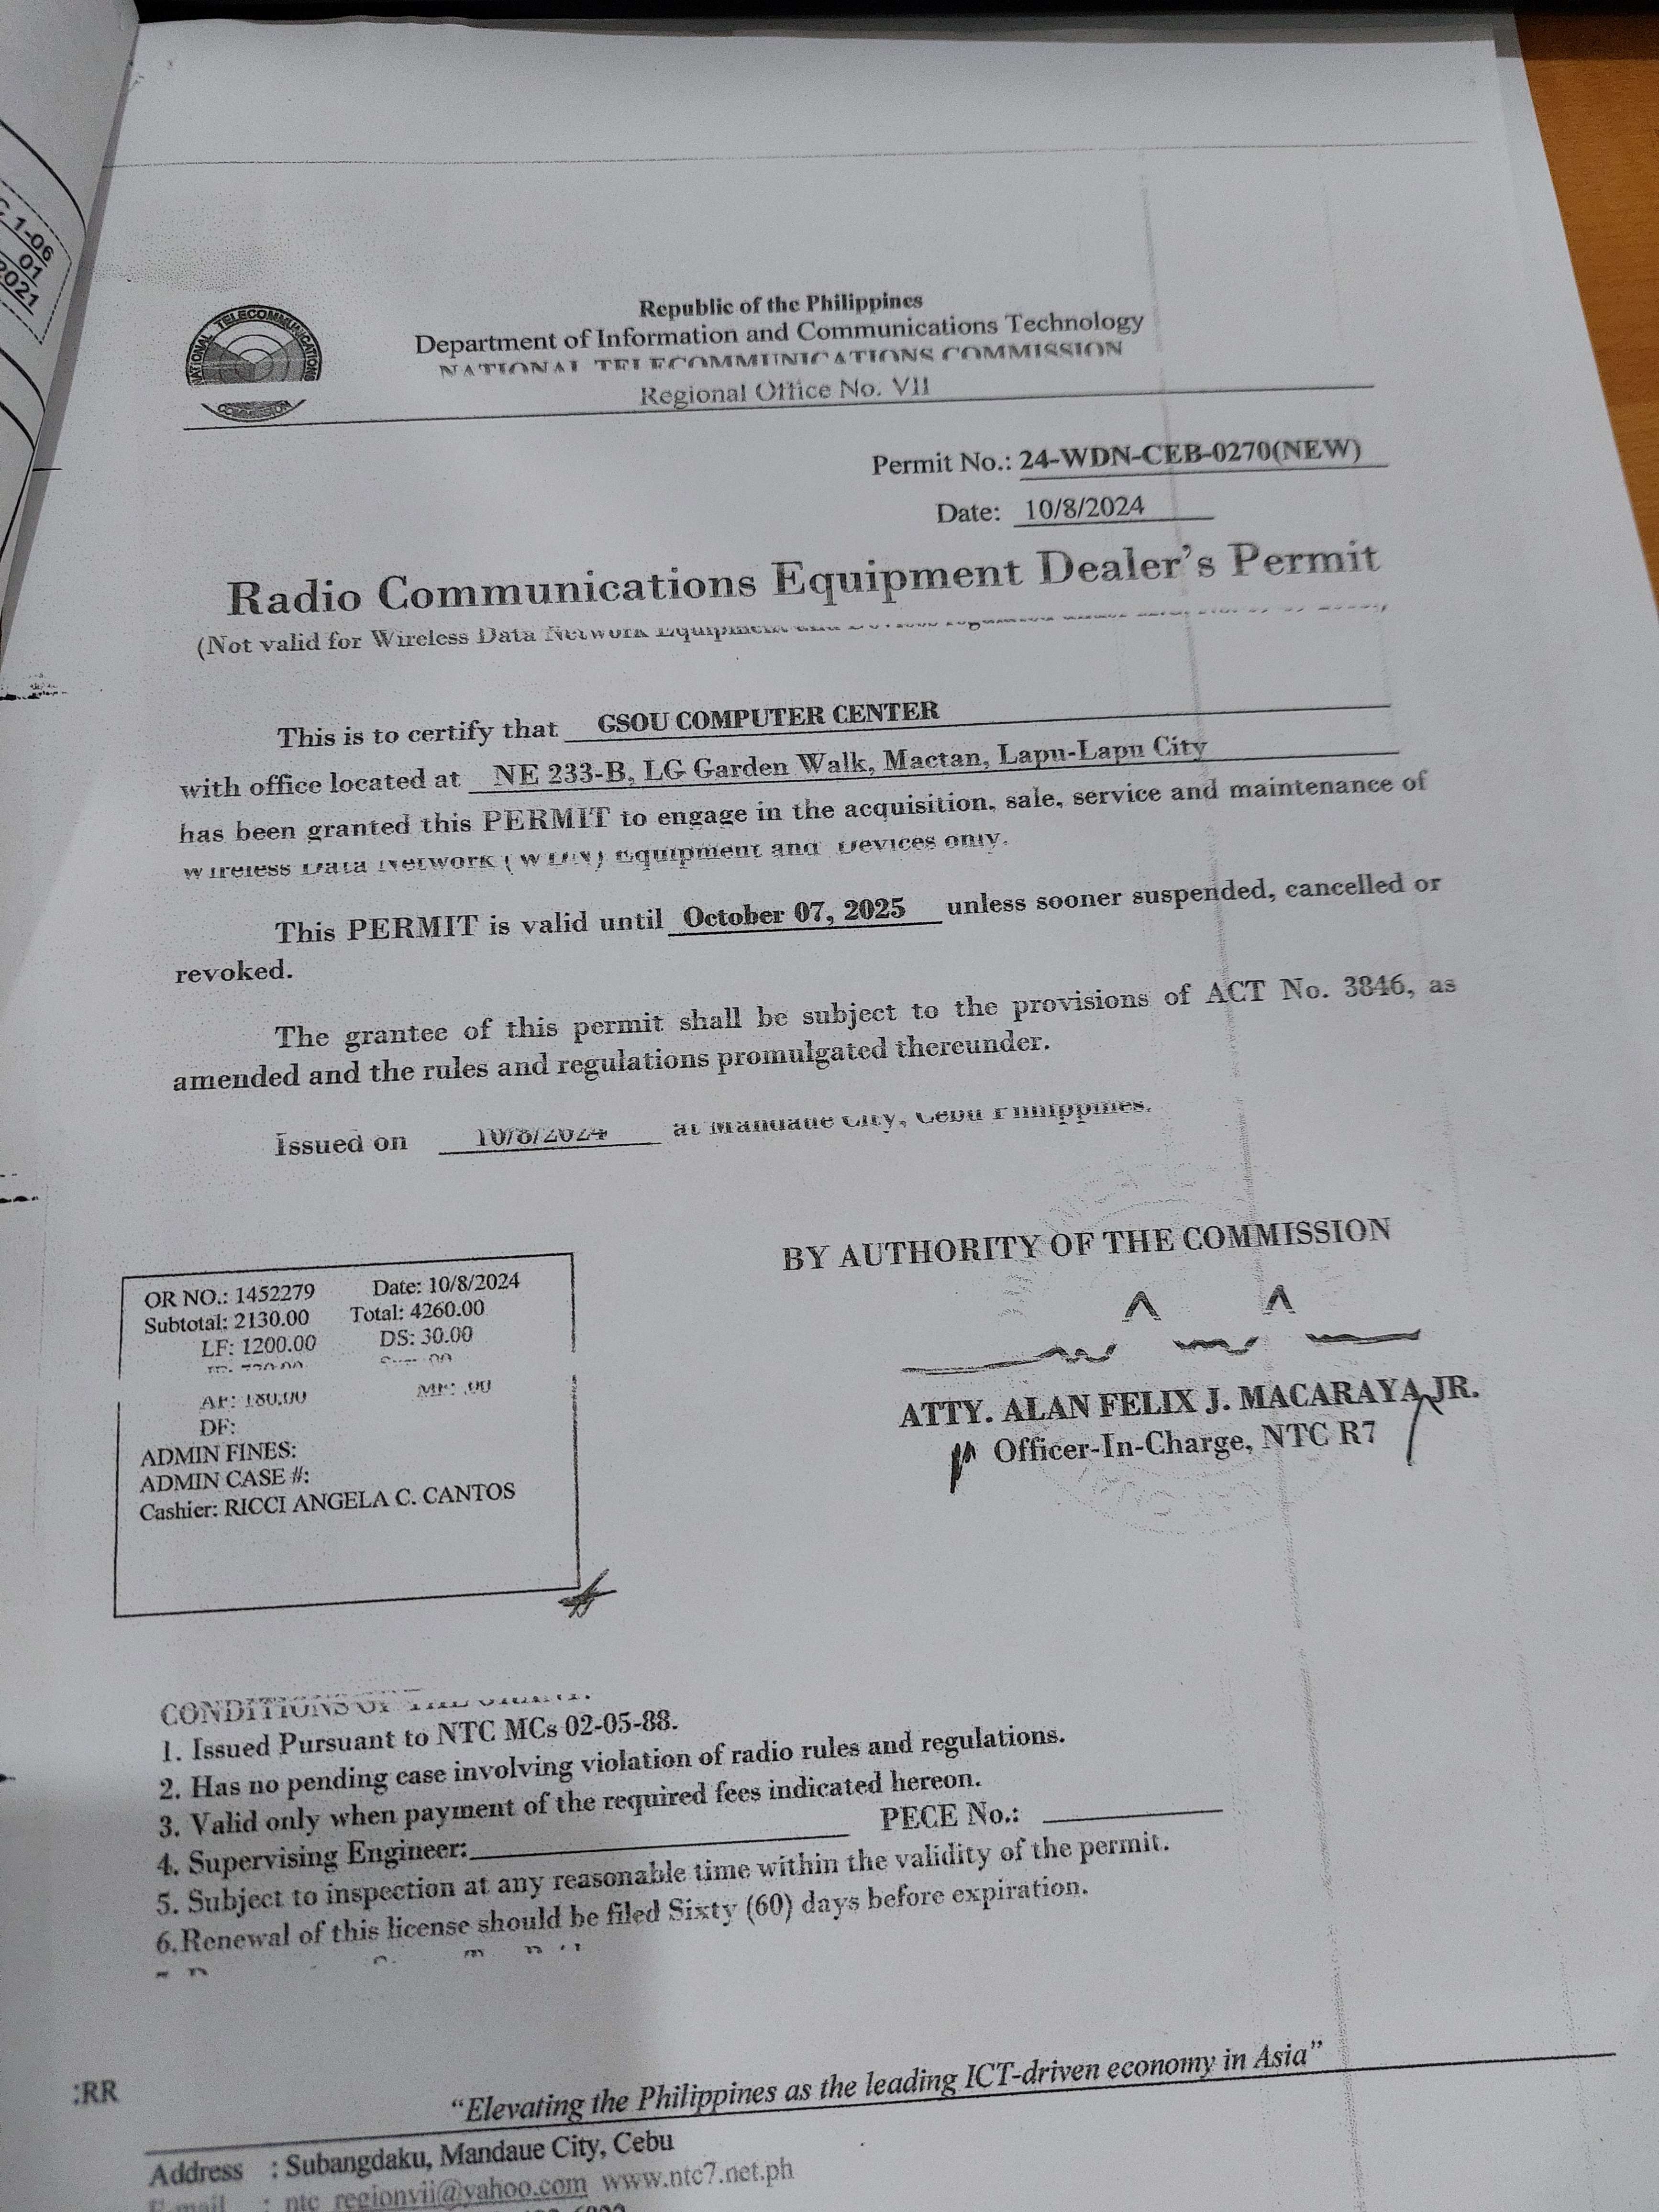 C. 1-06
01
2021
NATIONAL TELECOMMUNICATIONS
COMMISSION
Republic of the Philippines
Department of Information and Communications Technology
NATIONAL TELECOMMUNICATIONS COMMISSION
Regional Office No. VII
Permit No.: 24-WDN-CEB-0270(NEW)
Date: 10/8/2024
Radio Communications Equipment Dealer's Permit
(Not valid for Wireless Data Network Equipment and Devices regulated under
This is to certify that GSOU COMPUTER CENTER
with office located at NE 233-B, LG Garden Walk, Mactan, Lapu-Lapu City
has been granted this PERMIT to engage in the acquisition, sale, service and maintenance of
Wireless Data Network (WDN) Equipment and Devices only.
This PERMIT is valid until October 07, 2025 unless sooner suspended, cancelled or
revoked.
The grantee of this permit shall be subject to the provisions of ACT No. 3846, as
amended and the rules and regulations promulgated thereunder.
Issued on 10/8/2024 at Mandaue City, Cebu Philippines.
BY AUTHORITY OF THE COMMISSION
ATTY. ALAN FELIX J. MACARAYA, JR.
Officer-In-Charge, NTC R7
OR NO.: 1452279 Date: 10/8/2024
Subtotal: 2130.00 Total: 4260.00
LF: 1200.00 DS: 30.00
AF: 180.00 MF: .00
DF:
ADMIN FINES:
ADMIN CASE #:
Cashier: RICCI ANGELA C. CANTOS
CONDITIONS OF THE GRANT:
1. Issued Pursuant to NTC MCs 02-05-88.
2. Has no pending case involving violation of radio rules and regulations.
3. Valid only when payment of the required fees indicated hereon.
4. Supervising Engineer: PECE No.:
5. Subject to inspection at any reasonable time within the validity of the permit.
6.Renewal of this license should be filed Sixty (60) days before expiration.
:RR
"Elevating the Philippines as the leading ICT-driven economy in Asia"
Address : Subangdaku, Mandaue City, Cebu
E-mail : ntc_regionvii@yahoo.com www.ntc7.net.ph